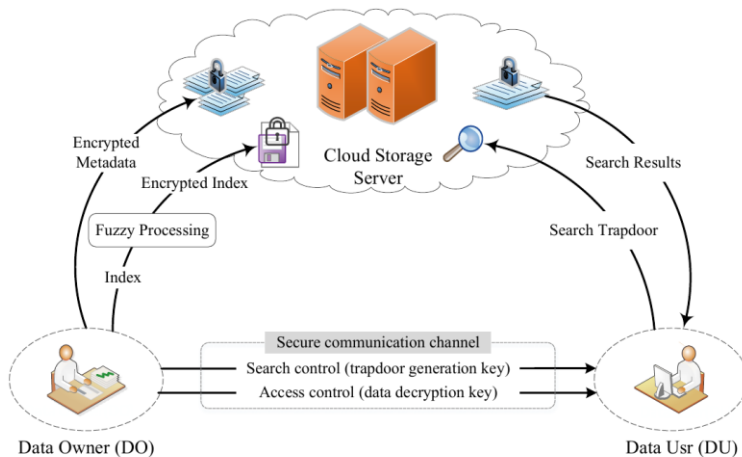 Encrypted
Metadata
Encrypted Index
Fuzzy Processing
Index
Cloud Storage
Server
Search Results
Search Trapdoor
Secure communication channel
Search control (trapdoor generation key)
Access control (data decryption key)
Data Owner (DO)
Data Usr (DU)